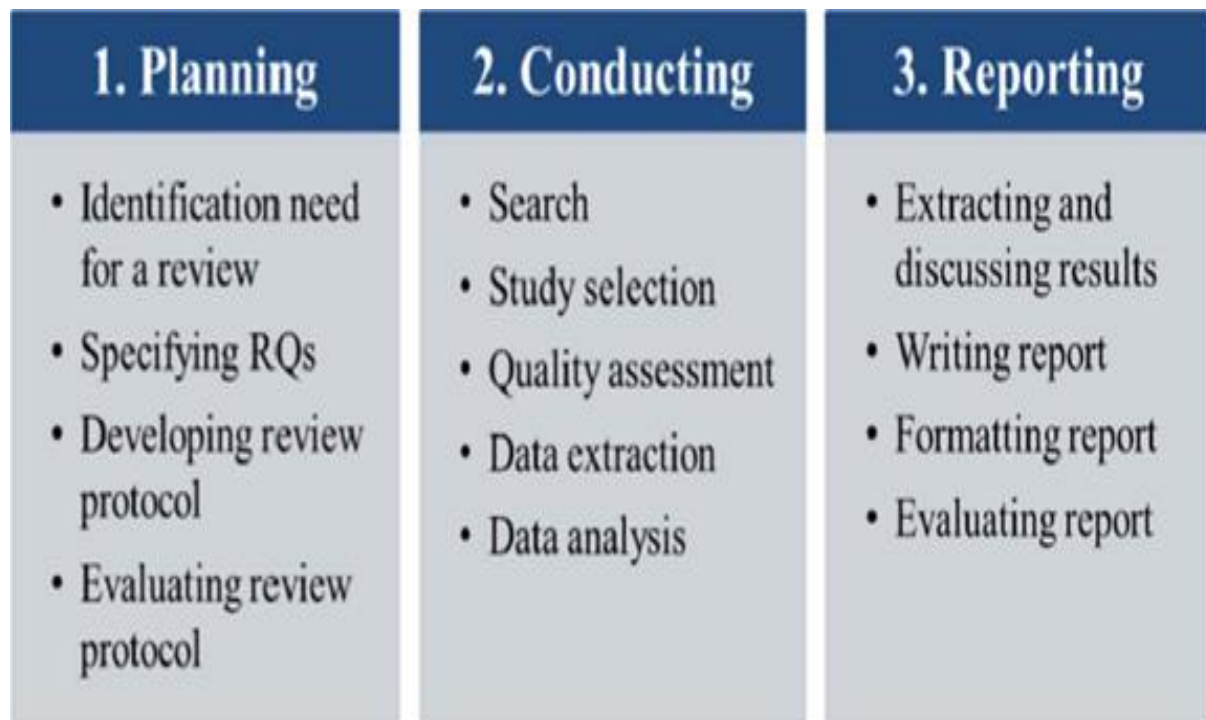 1. Planning
• Identification need
for a review
• Specifying RQs
• Developing review
protocol
• Evaluating review
protocol
2. Conducting
• Search
• Study selection
• Quality assessment
• Data extraction
• Data analysis
3. Reporting
• Extracting and
discussing results
• Writing report
• Formatting report
• Evaluating report